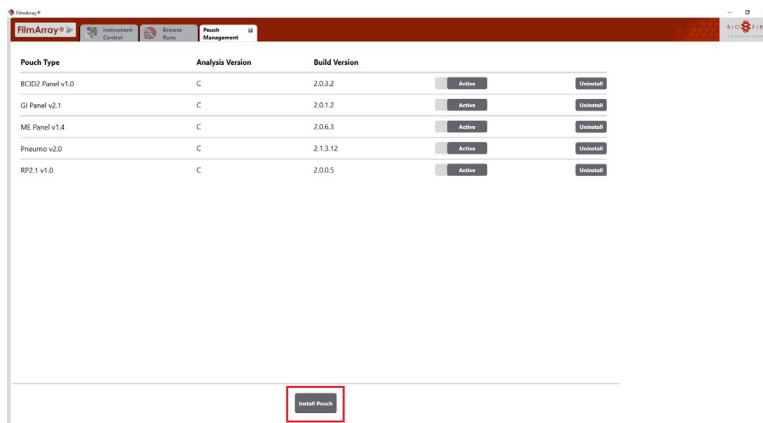 FilmArray®
FilmArray®
Instrument Control
Browse Runs
Pouch Management
BIO FIR
Pouch Type Analysis Version Build Version
BCID2 Panel v1.0 C 2.0.3.2 Active Uninstall
GI Panel v2.1 C 2.0.1.2 Active Uninstall
ME Panel v1.4 C 2.0.6.3 Active Uninstall
Pneumo v2.0 C 2.1.3.12 Active Uninstall
RP2.1 v1.0 C 2.0.0.5 Active Uninstall
Install Pouch